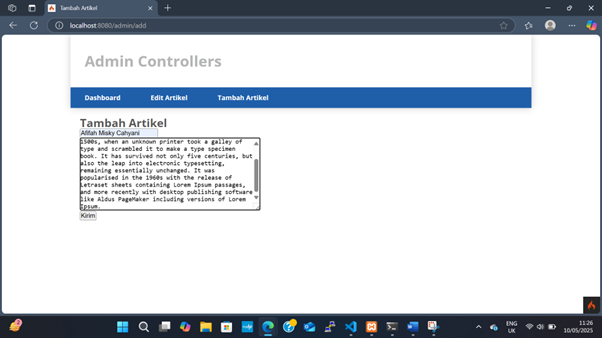 Tambah Artikel
localhost:8080/admin/add
Admin Controllers
Dashboard Edit Artikel Tambah Artikel
Tambah Artikel
Afifah Misky Cahyani
1500s, when an unknown printer took a galley of
type and scrambled it to make a type specimen
book. It has survived not only five centuries, but
also the leap into electronic typesetting,
remaining essentially unchanged. It was
popularised in the 1960s with the release of
Letraset sheets containing Lorem Ipsum passages,
and more recently with desktop publishing software
like Aldus PageMaker including versions of Lorem
Ipsum.
Kirim
ENG
UK
11:26
10/05/2025